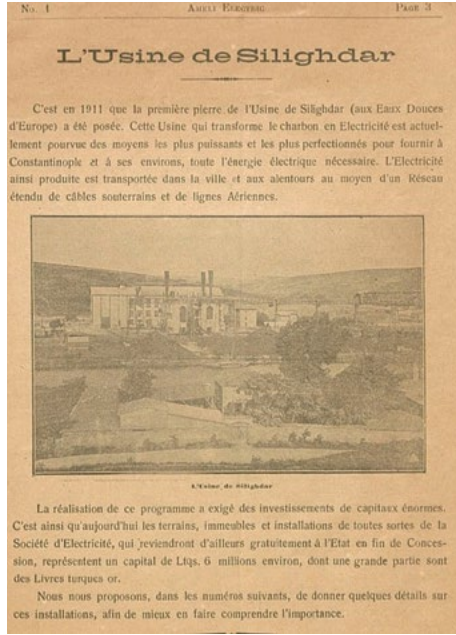 No. 1 AMELI ELECTRIC PAGE 3
L'Usine de Silighdar
C'est en 1911 que la première pierre de l'Usine de Silighdar (aux Eaux Douces
d'Europe) a été posée. Cette Usine qui transforme le charbon en Electricité est actuel-
lement pourvue des moyens les plus puissants et les plus perfectionnés pour fournir à
Constantinople et à ses environs, toute l'énergie électrique nécessaire. L'Electricité
ainsi produite est transportée dans la ville et aux alentours au moyen d'un Réseau
étendu de câbles souterrains et de lignes Aériennes.
L'Usine de Silighdar
La réalisation de ce programme a exigé des investissements de capitaux énormes.
C'est ainsi qu'aujourd'hui les terrains, immeubles et installations de toutes sortes de la
Société d'Electricité, qui reviendront d'ailleurs gratuitement à l'Etat en fin de Conces-
sion, représentent un capital de Ltqs. 6 millions environ, dont une grande partie sont
des Livres turques or.
Nous nous proposons, dans les numéros suivants, de donner quelques détails sur
ces installations, afin de mieux en faire comprendre l'importance.